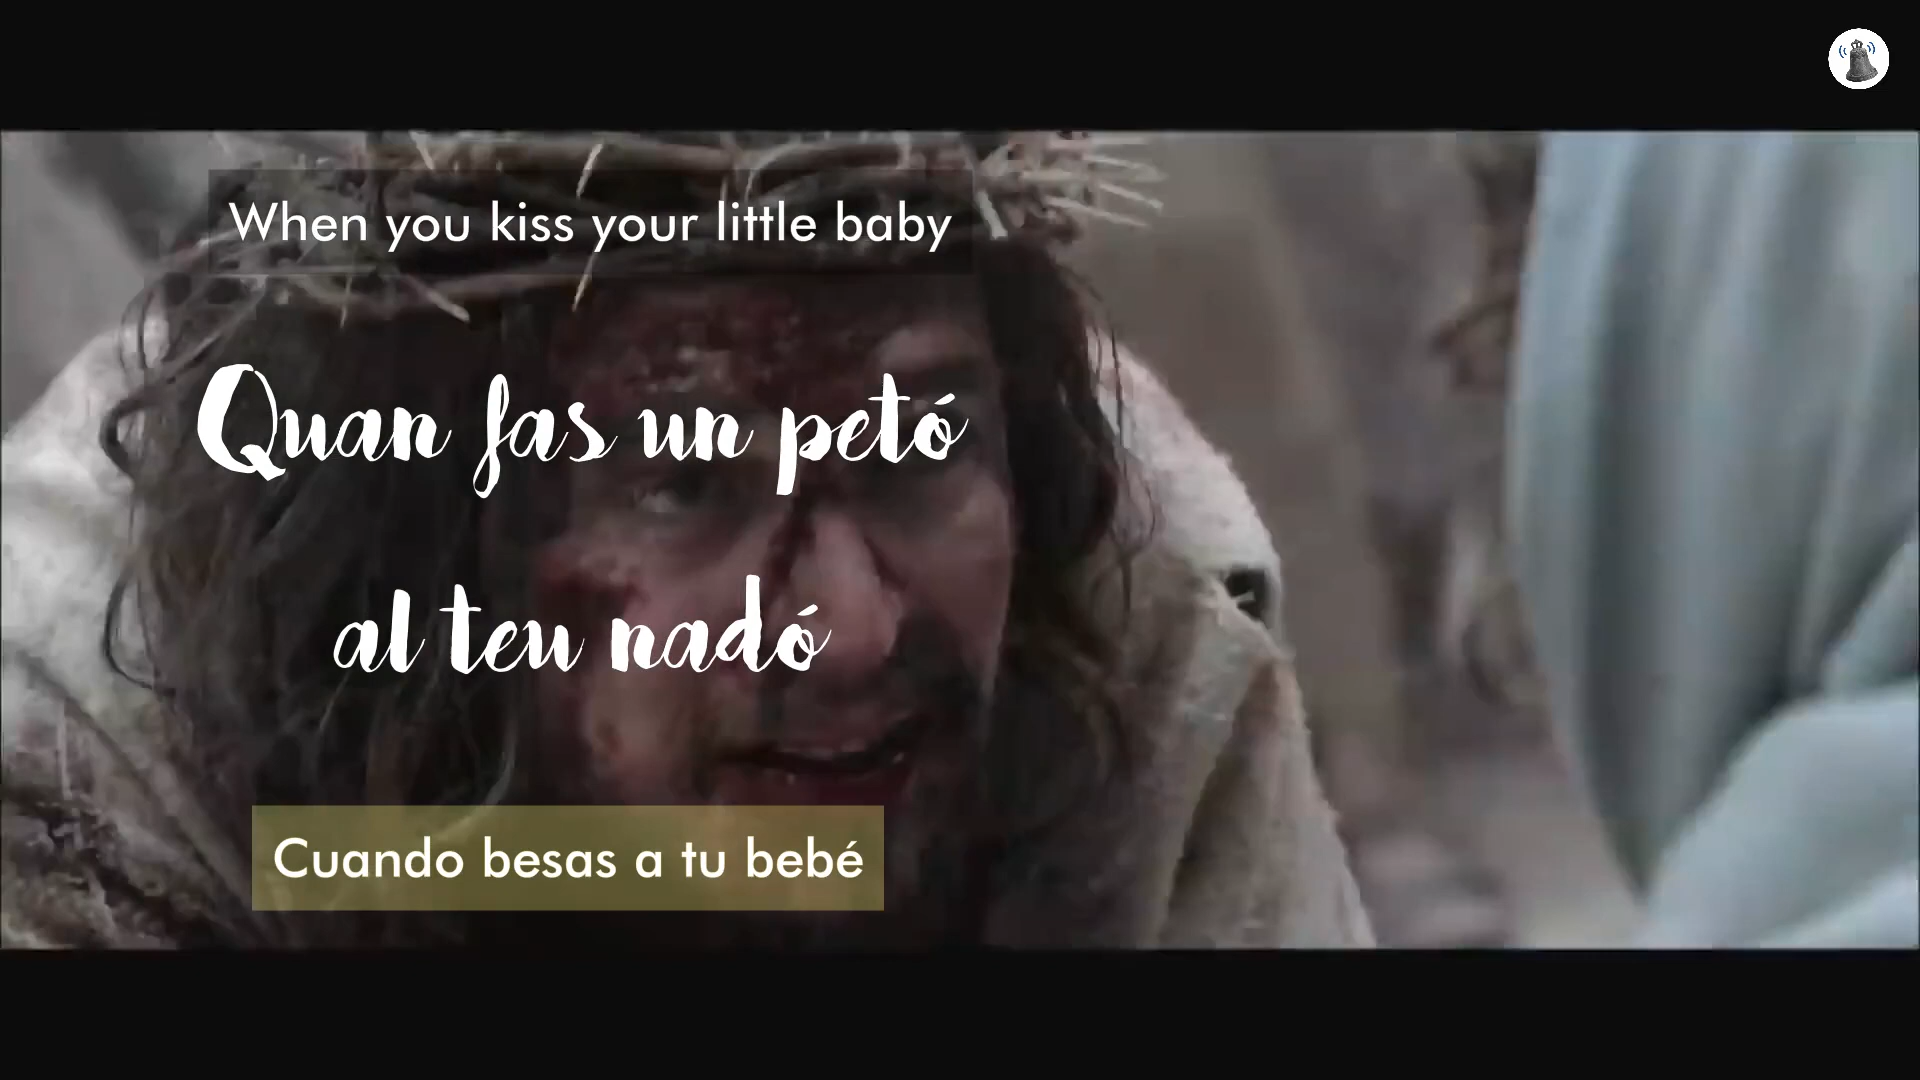 When you kiss your little baby
Quan fas un petó
al teu nadó
Cuando besas a tu bebé